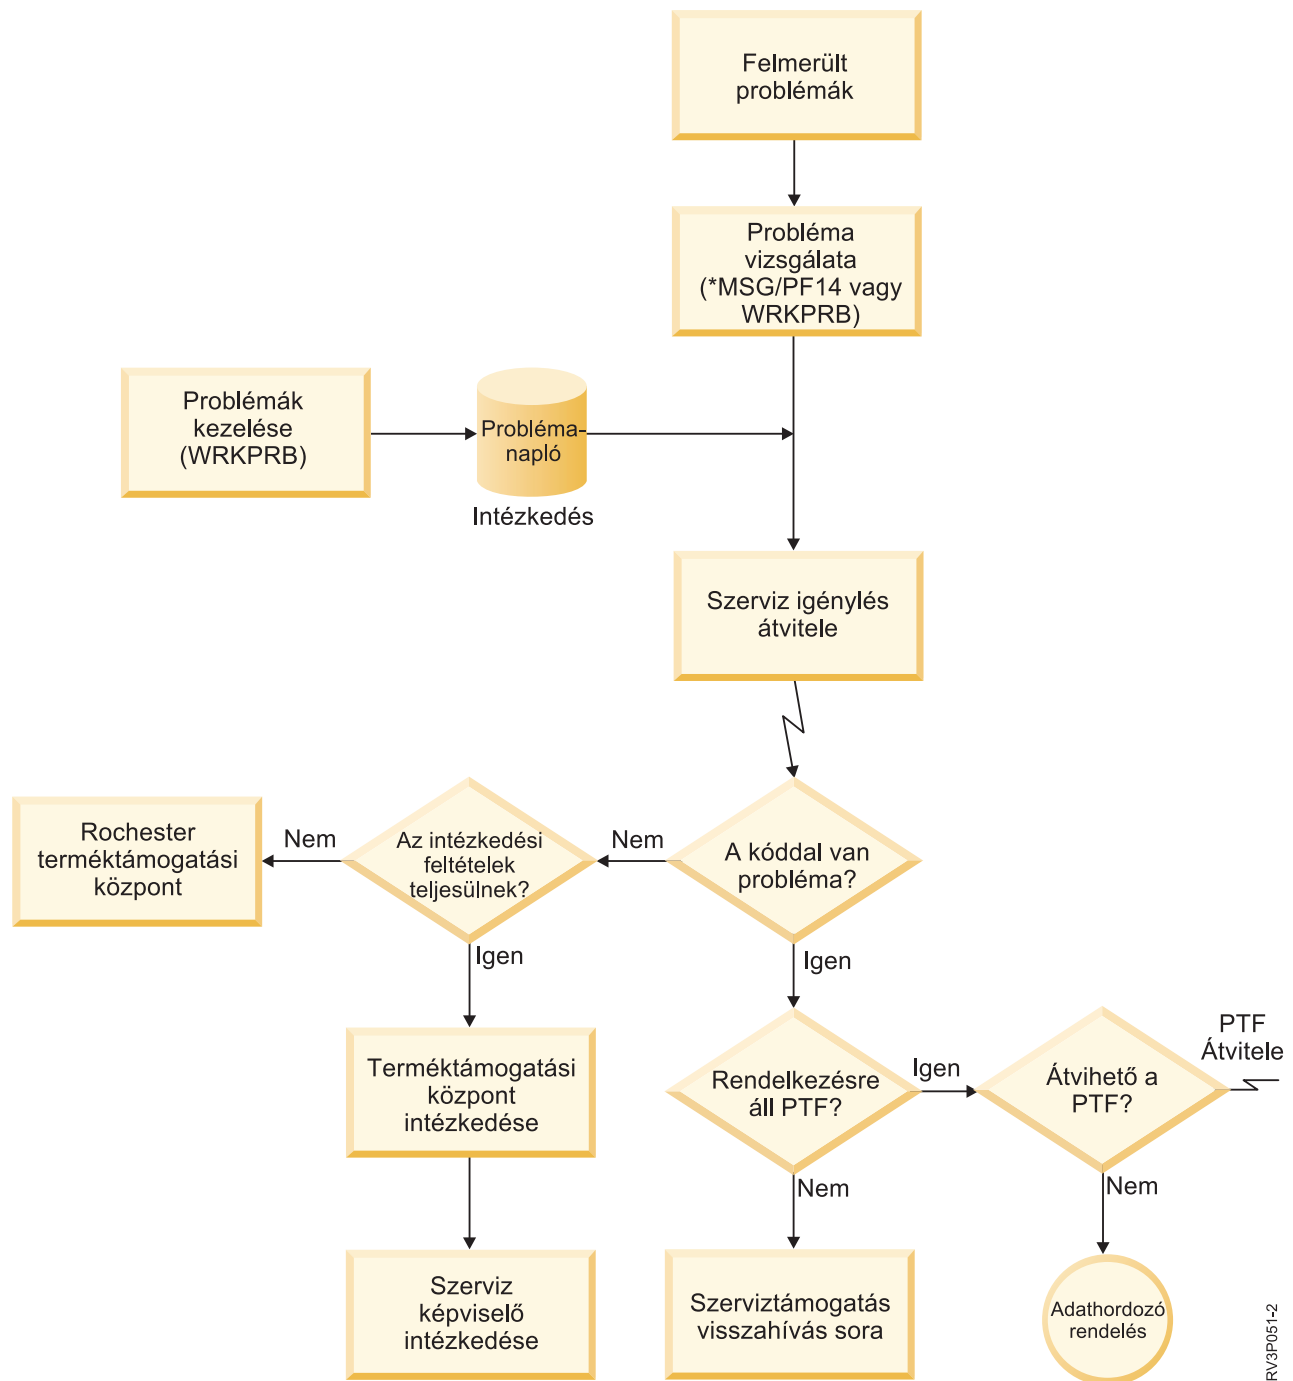 Felmerült
problémák
Probléma
vizsgálata
(*MSG/PF14 vagy
WRKPRB)
Problémák
kezelése
(WRKPRB)
Probléma-
napló
Intézkedés
Szerviz igénylés
átvitele
A kóddal van
probléma?
Nem
Az intézkedési
feltételek
teljesülnek?
Nem
Rochester
terméktámogatási
központ
Igen
Igen
Terméktámogatási
központ
intézkedése
Rendelkezésre
áll PTF?
Igen
Átvihető a
PTF?
PTF
Átvitele
Nem
Nem
Szerviz
képviselő
intézkedése
Szerviztámogatás
visszahívás sora
Adathordozó
rendelés
RV3P051-2